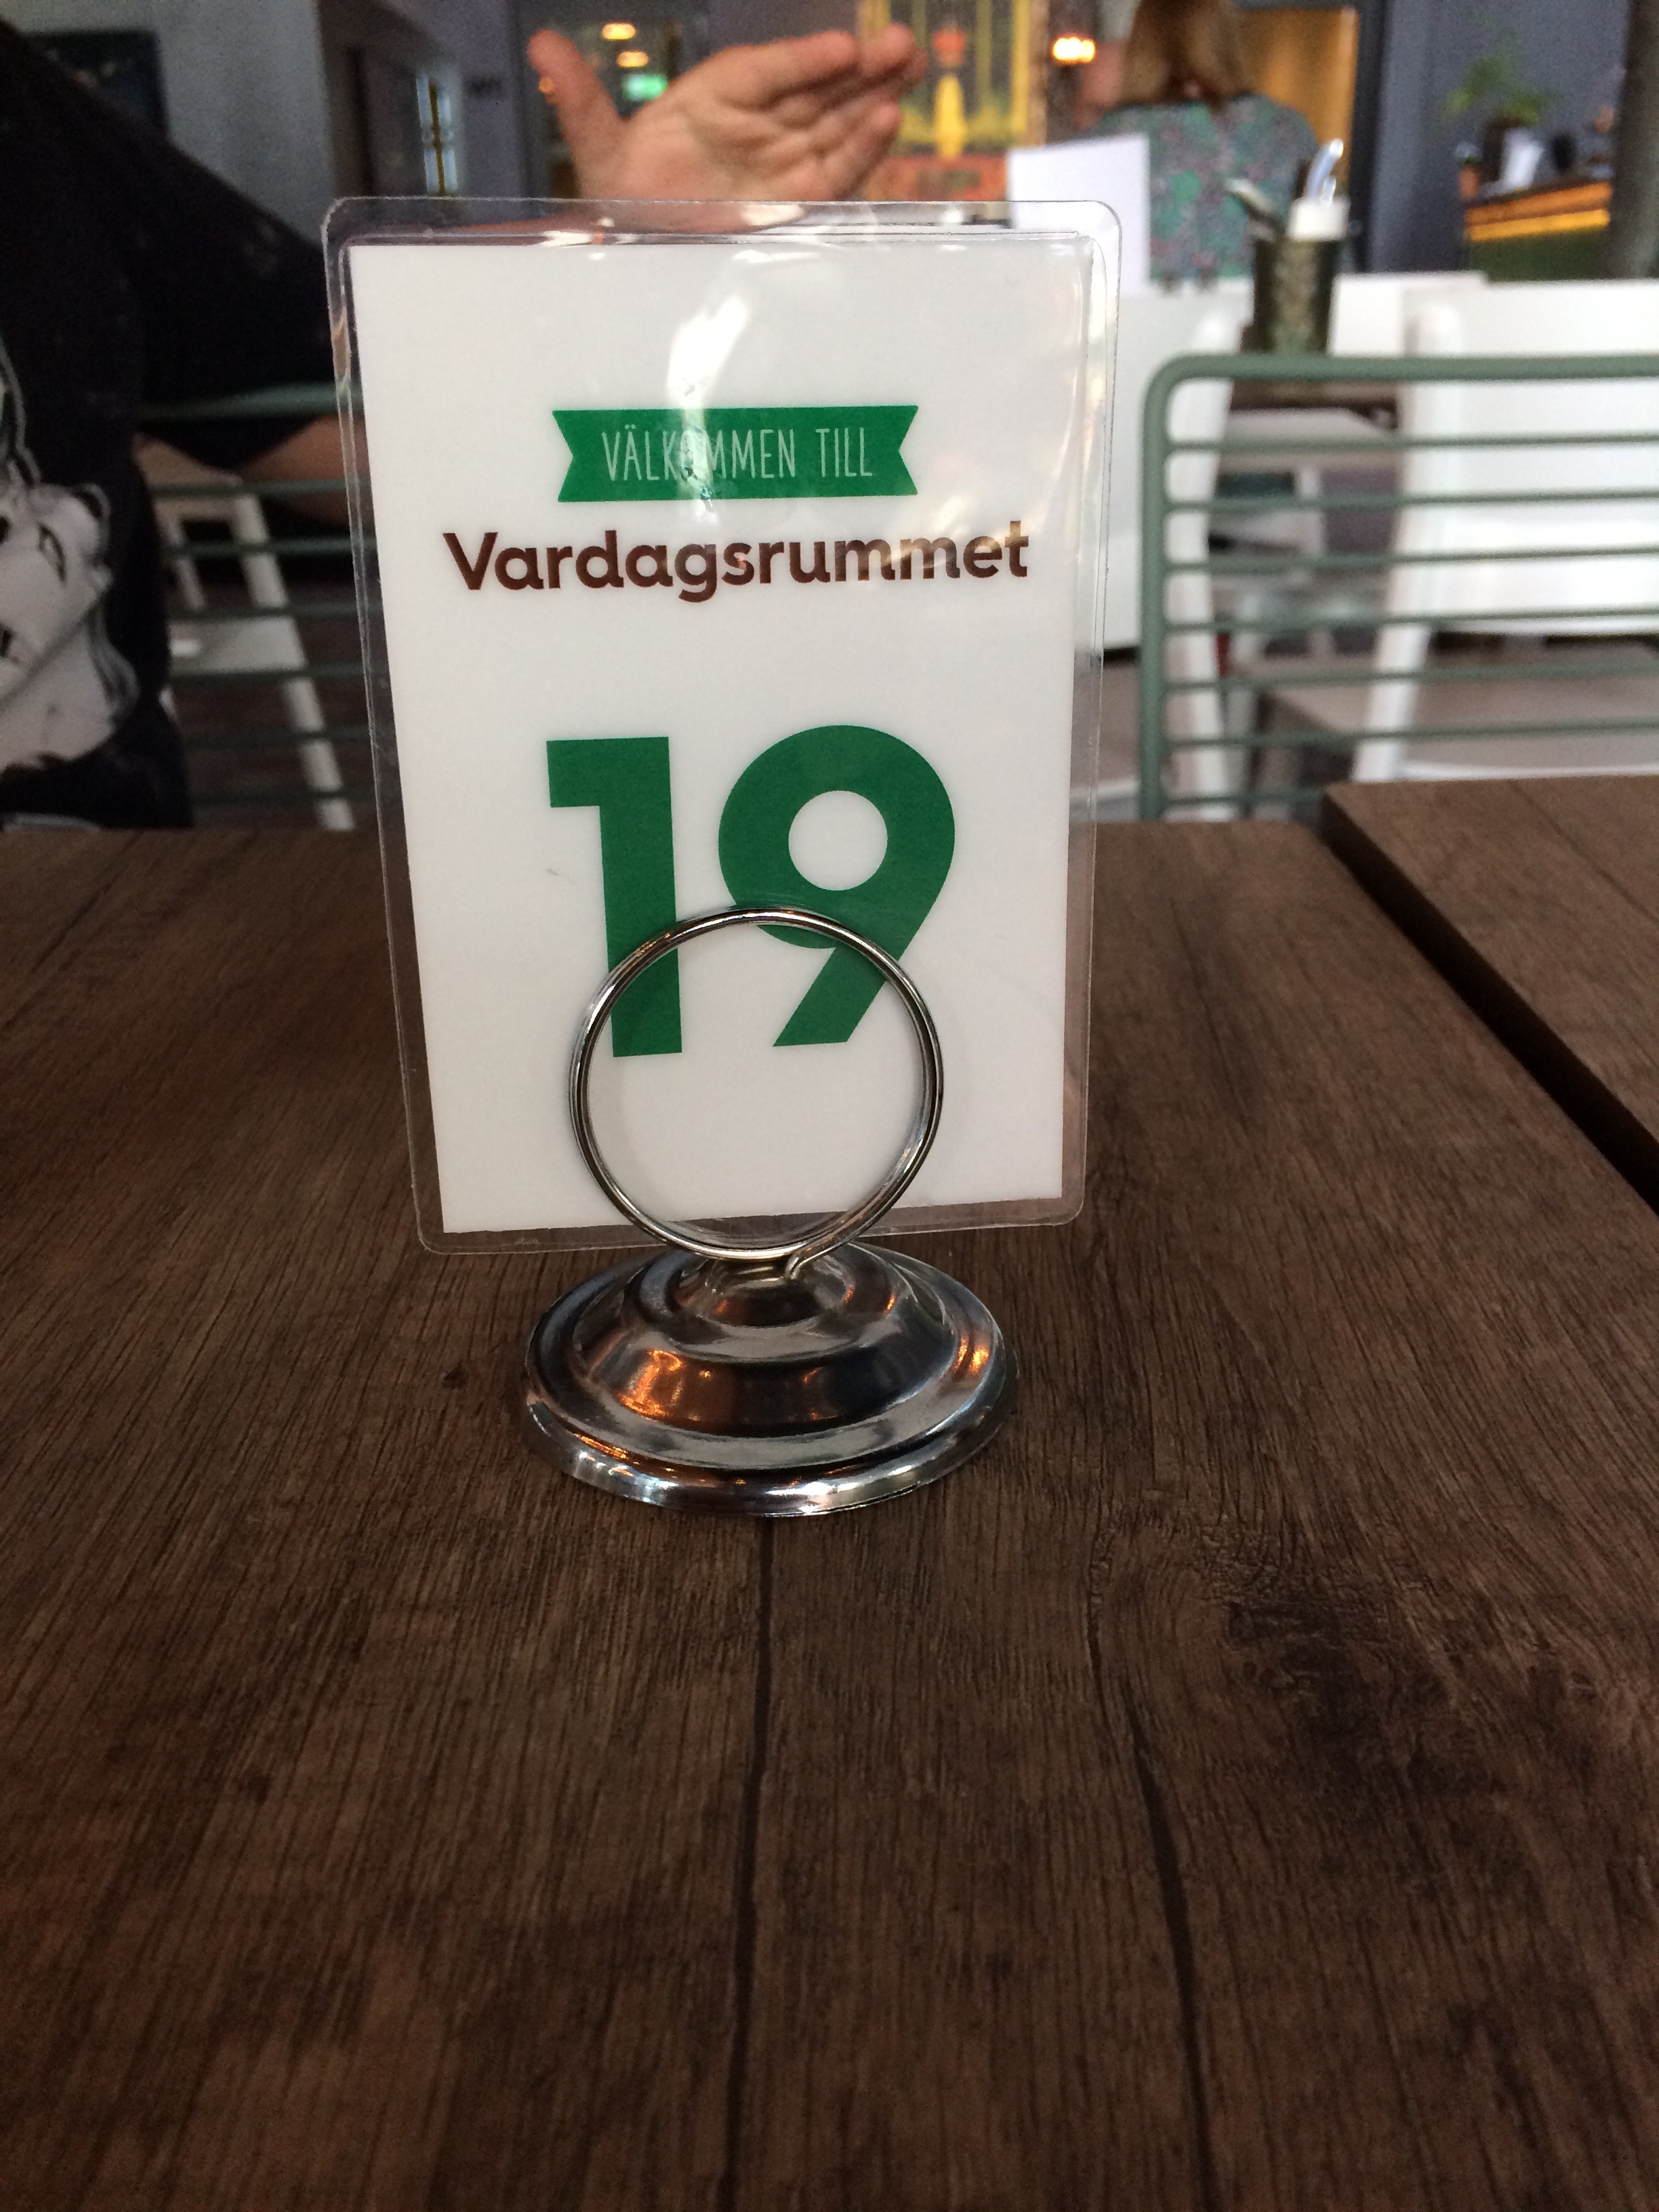 VÄLKOMMEN TILL
Vardagsrummet
19